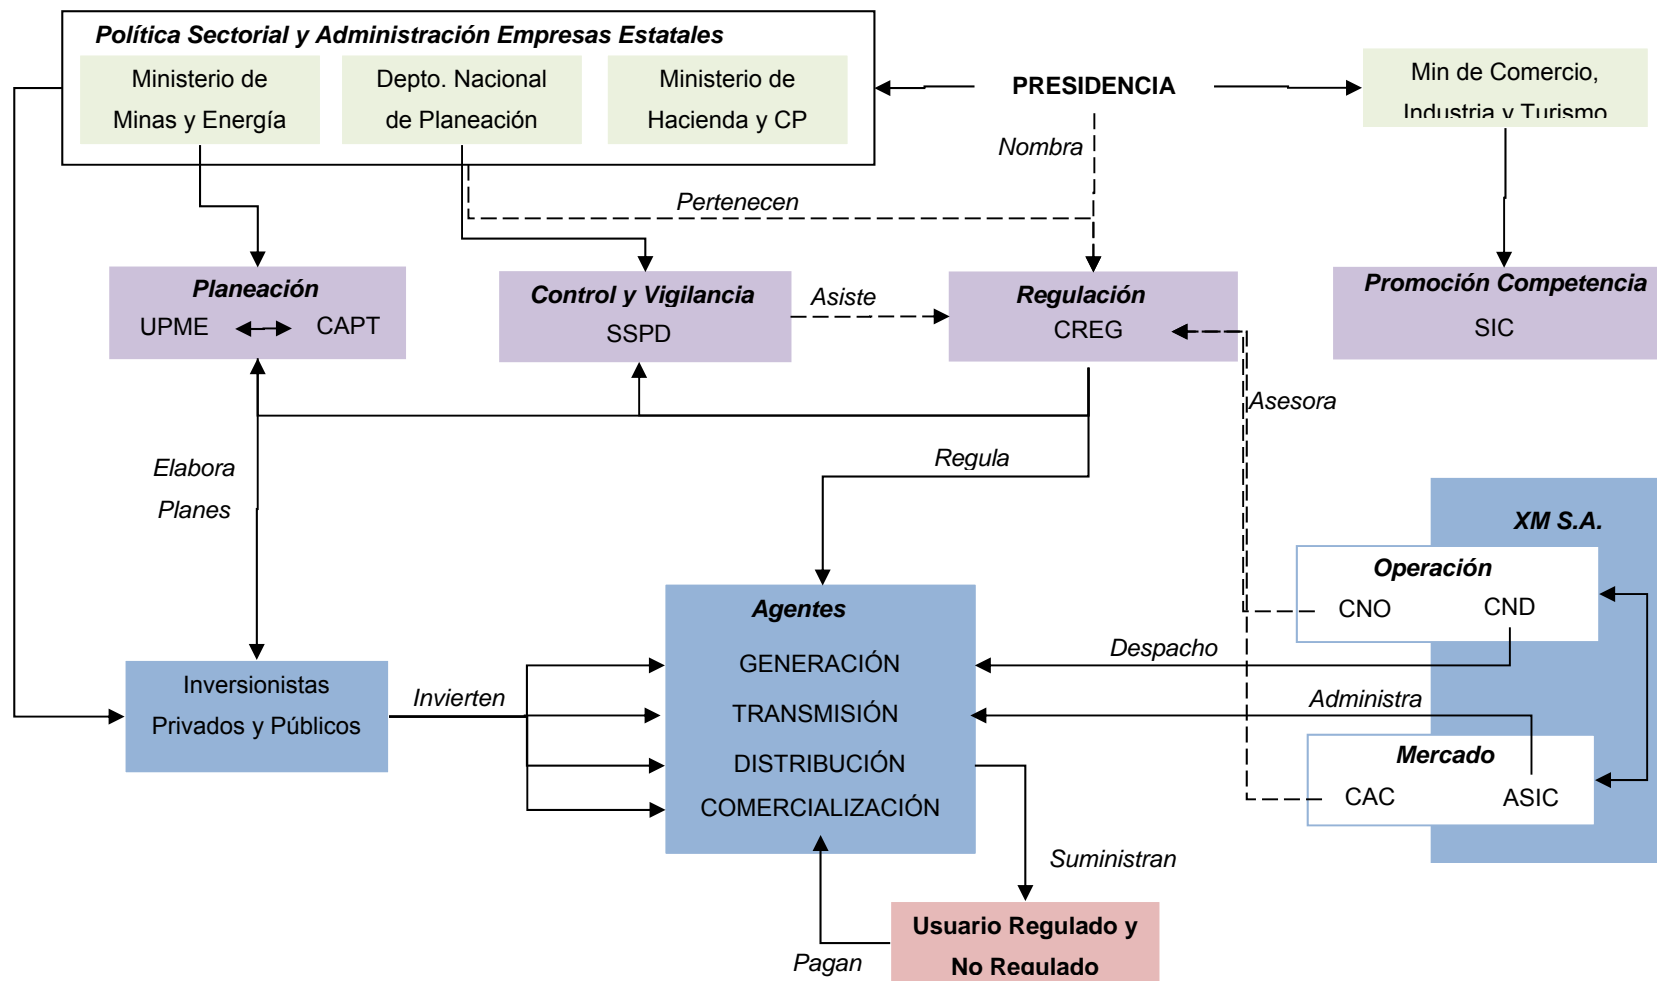 Política Sectorial y Administración Empresas Estatales
Ministerio de
Minas y Energía
Depto. Nacional
de Planeación
Ministerio de
Hacienda y CP
PRESIDENCIA
Min de Comercio,
Industria y Turismo
Nombra
Pertenecen
Planeación
UPME
CAPT
Control y Vigilancia
SSPD
Asiste
Regulación
CREG
Promoción Competencia
SIC
Asesora
Elabora
Planes
Regula
XM S.A.
Operación
CNO
CND
Agentes
GENERACIÓN
TRANSMISIÓN
DISTRIBUCIÓN
COMERCIALIZACIÓN
Despacho
Administra
Inversionistas
Privados y Públicos
Invierten
Mercado
CAC
ASIC
Suministran
Usuario Regulado y
No Regulado
Pagan